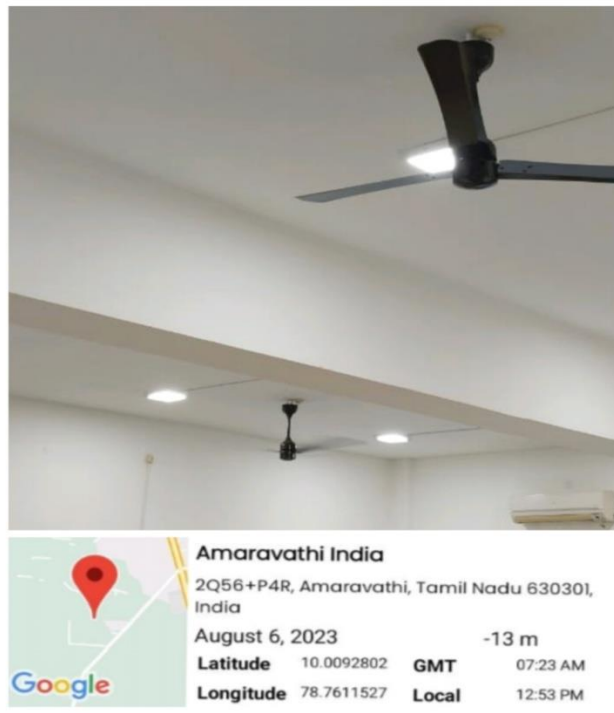 Amaravathi India
2Q56+P4R, Amaravathi, Tamil Nadu 630301,
India
August 6, 2023 -13 m
Latitude 10.0092802 GMT 07:23 AM
Google
Longitude 78.7611527 Local 12:53 PM